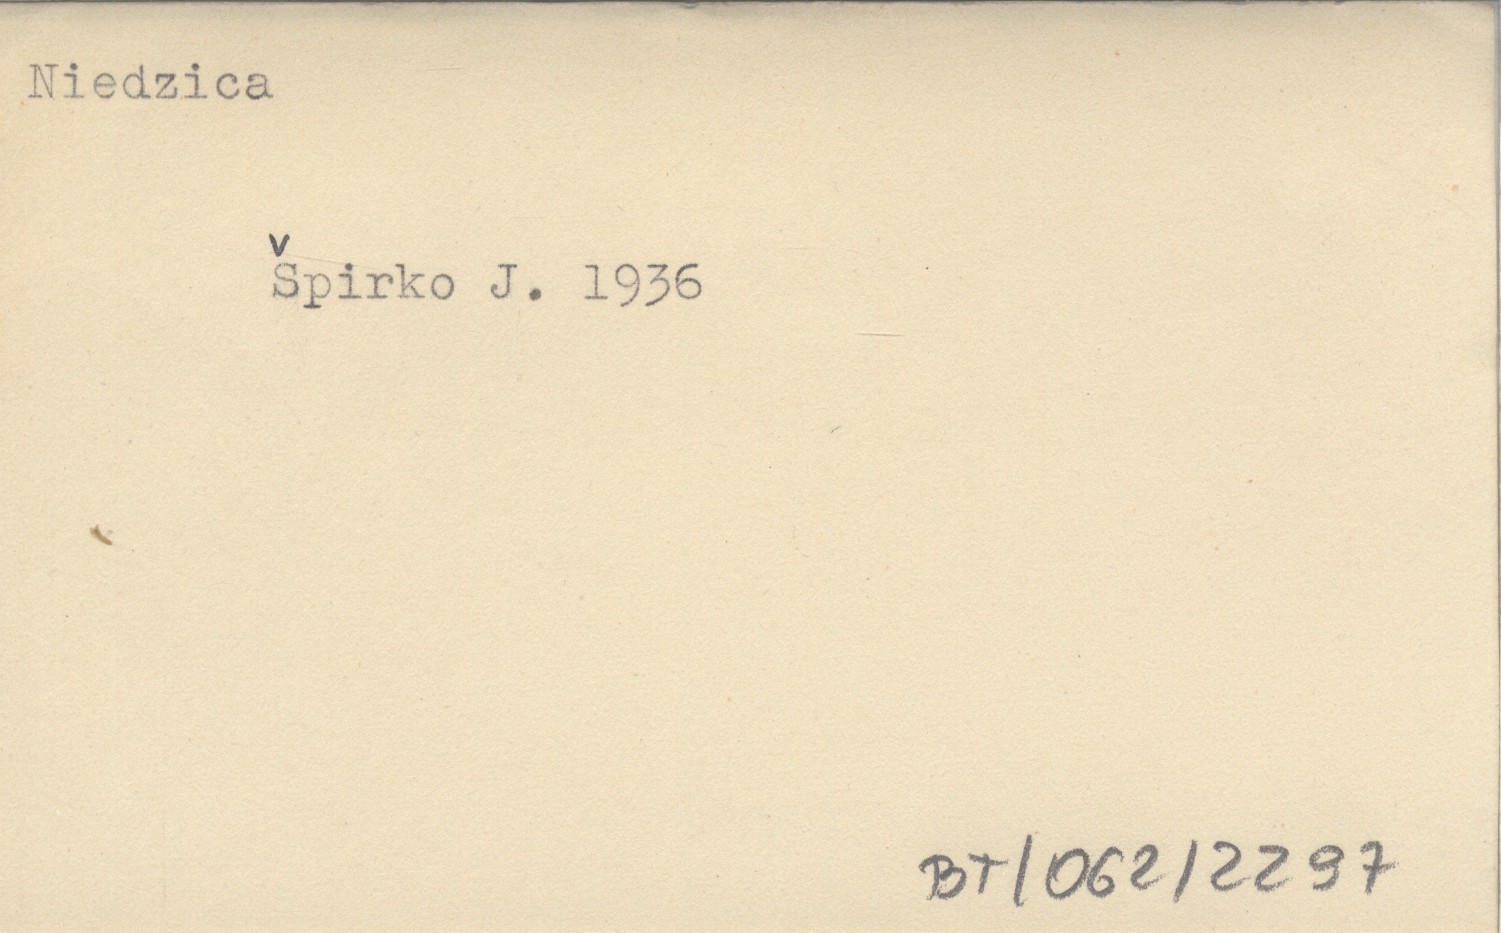 Niedzica
Špirko J. 1936
BT/062/2297